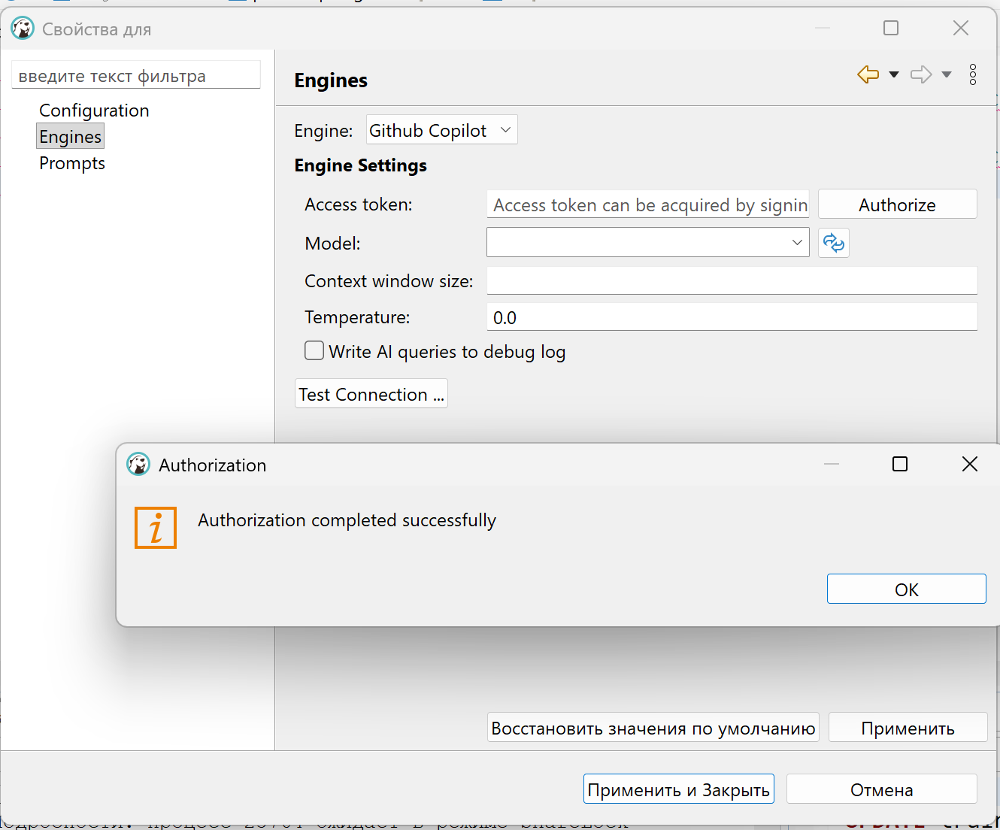 Свойства для
введите текст фильтра
Configuration
Engines
Prompts
Engines
Engine: Github Copilot
Engine Settings
Access token: Access token can be acquired by signin Authorize
Model:
Context window size:
Temperature: 0.0
Write AI queries to debug log
Test Connection ...
Authorization
Authorization completed successfully
OK
Восстановить значения по умолчанию Применить
Применить и Закрыть Отмена